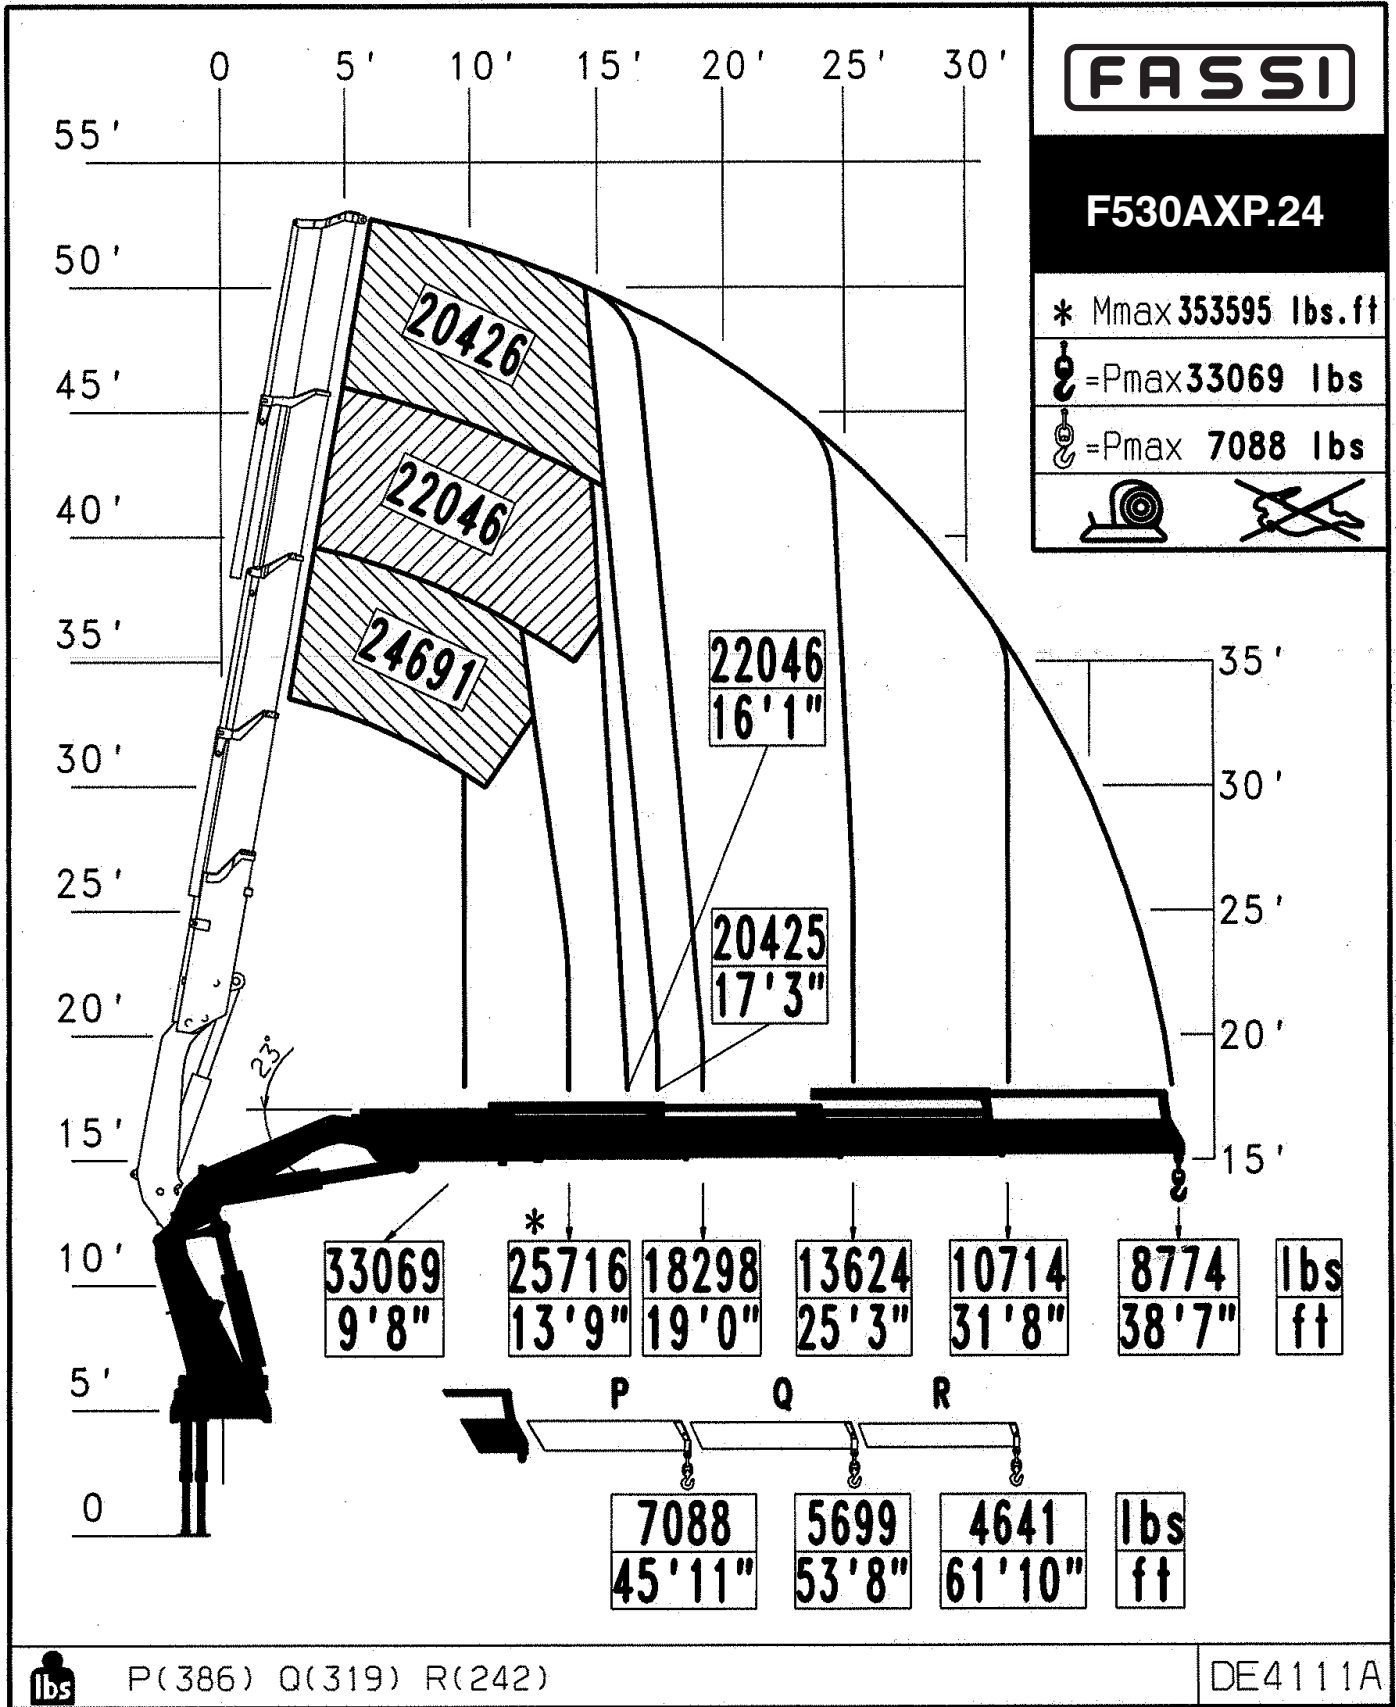 0 5' 10' 15' 20' 25' 30'
FASSI
F530AXP.24
* Mmax 353595 lbs.ft
=Pmax 33069 lbs
=Pmax 7088 lbs
55'
50'
45'
40'
35'
30'
25'
20'
15'
10'
5'
0
20426
22046
24691
22046
16'1"
20425
17'3"
35'
30'
25'
20'
15'
23°
*
33069 25716 18298 13624 10714 8774 lbs
9'8" 13'9" 19'0" 25'3" 31'8" 38'7" ft
P Q R
7088 5699 4641 lbs
45'11" 53'8" 61'10" ft
lbs P(386) Q(319) R(242)
DE4111A